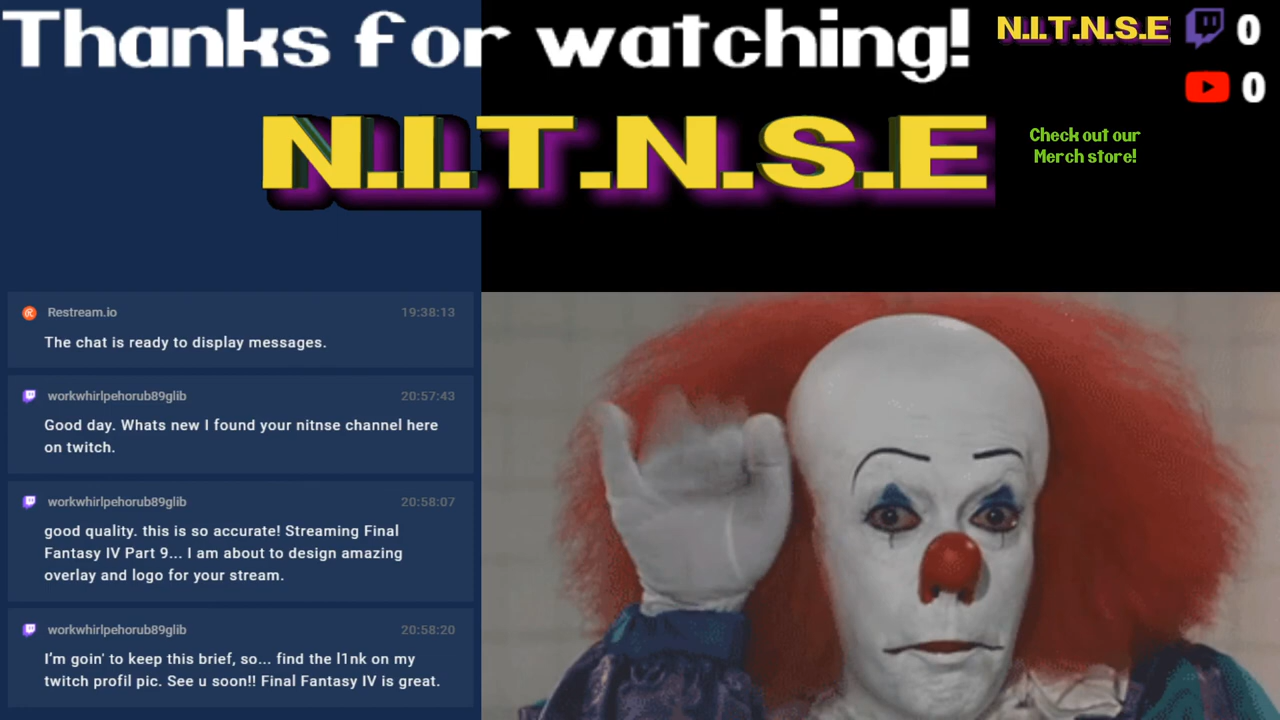 Thanks for watching!
N.I.T.N.S.E
0
0
N.I.T.N.S.E
Check out our
Merch store!
Restream.io 19:38:13
The chat is ready to display messages.
workwhirlpehorub89glib 20:57:43
Good day. Whats new I found your nitnse channel here
on twitch.
workwhirlpehorub89glib 20:58:07
good quality. this is so accurate! Streaming Final
Fantasy IV Part 9... I am about to design amazing
overlay and logo for your stream.
workwhirlpehorub89glib 20:58:20
I'm goin' to keep this brief, so... find the l1nk on my
twitch profil pic. See u soon!! Final Fantasy IV is great.